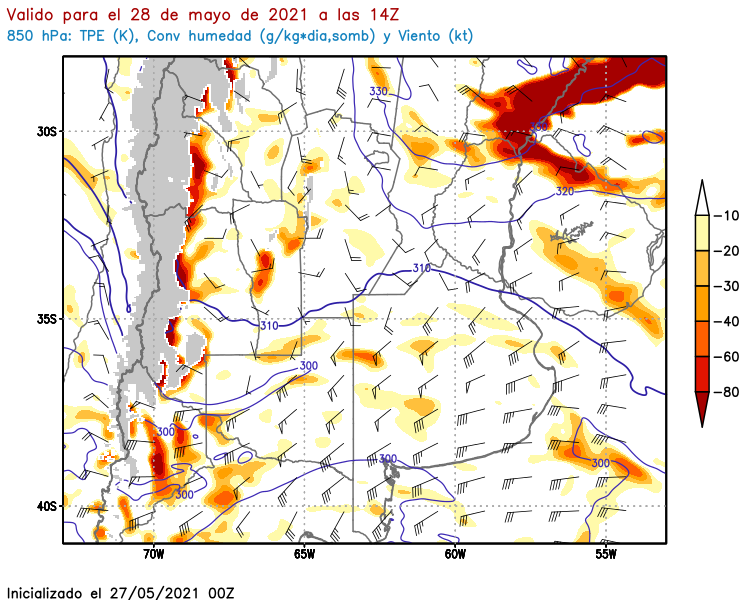 Valido para el 28 de mayo de 2021 a las 14Z
850 hPa: TPE (K), Conv humedad (g/kg*dia,somb) y Viento (kt)
330
30S
330
320
-10
-20
310
-30
35S
310
-40
300
-60
-80
300
300
300
300
40S
70W 65W 60W 55W
Inicializado el 27/05/2021 00Z